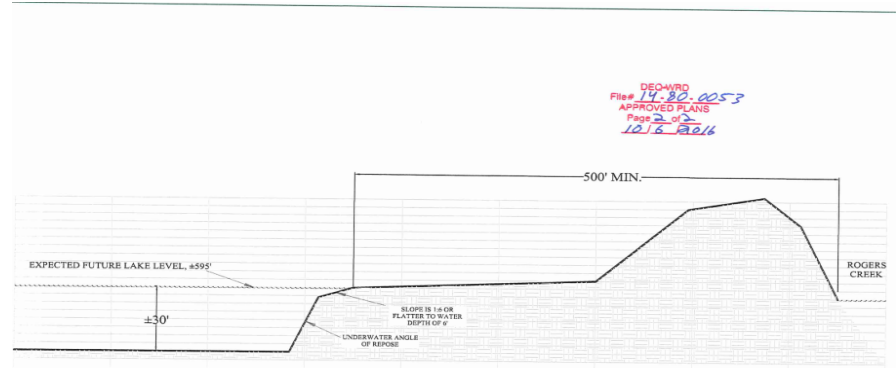 DEQ-WRD
File# 14-80-0053
APPROVED PLANS
Page 2 of 2
10/6/2016
500' MIN.
EXPECTED FUTURE LAKE LEVEL, ±595'
ROGERS
CREEK
SLOPE IS 1:6 OR
FLATTER TO WATER
DEPTH OF 6'
±30'
UNDERWATER ANGLE
OF REPOSE